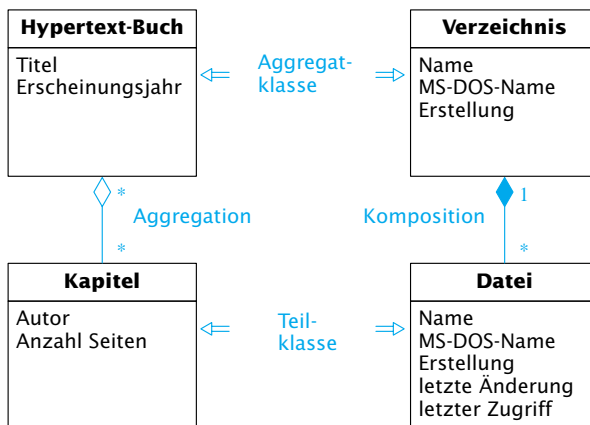 Hypertext-Buch
Titel
Erscheinungsjahr
Aggregat-
klasse
Verzeichnis
Name
MS-DOS-Name
Erstellung
*
Aggregation
*
1
Komposition
*
Kapitel
Autor
Anzahl Seiten
Teil-
klasse
Datei
Name
MS-DOS-Name
Erstellung
letzte Änderung
letzter Zugriff